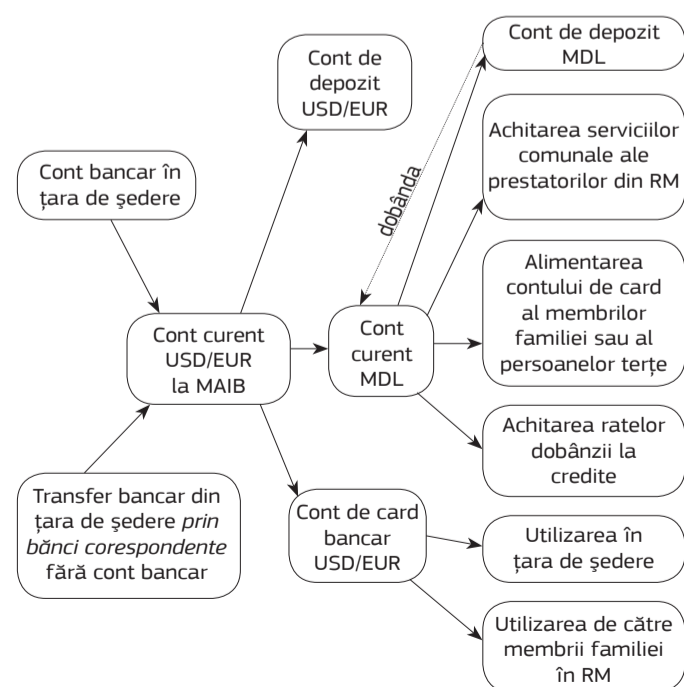 Cont de depozit
MDL
Cont de
depozit
USD/EUR
Achitarea serviciilor
comunale ale
prestatorilor din RM
Cont bancar în
țara de ședere
dobânda
Alimentarea
contului de card
al membrilor
familiei sau al
persoanelor terțe
Cont curent
USD/EUR
la MAIB
Cont
curent
MDL
Achitarea ratelor
dobânzii la
credite
Transfer bancar din
țara de ședere prin
bănci corespondente
fără cont bancar
Cont de card
bancar
USD/EUR
Utilizarea în
țara de ședere
Utilizarea de către
membrii familiei
în RM